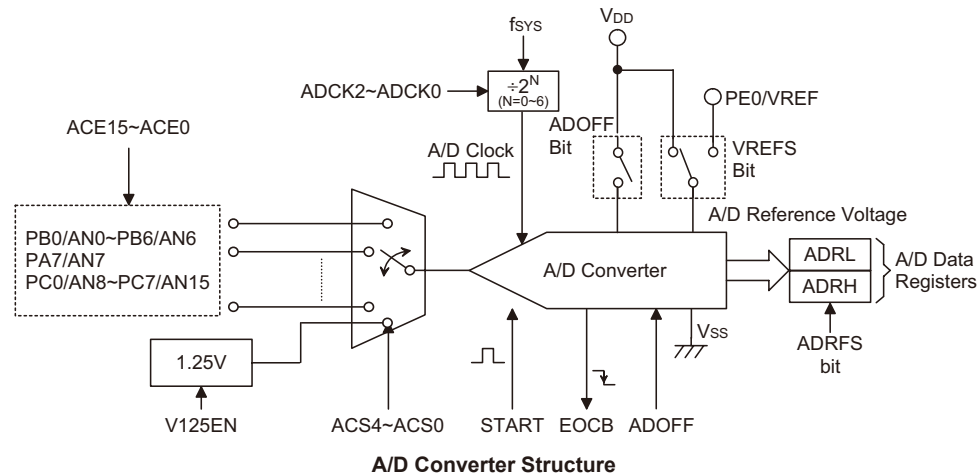 fSYS
VDD
ADCK2~ADCK0
÷2N
(N=0~6)
PE0/VREF
ACE15~ACE0
ADOFF
Bit
A/D Clock
VREFS
Bit
A/D Reference Voltage
PB0/AN0~PB6/AN6
PA7/AN7
PC0/AN8~PC7/AN15
A/D Converter
ADRL
ADRH
A/D Data
Registers
VSS
1.25V
ADRFS
bit
V125EN
ACS4~ACS0
START
EOCB
ADOFF
A/D Converter Structure